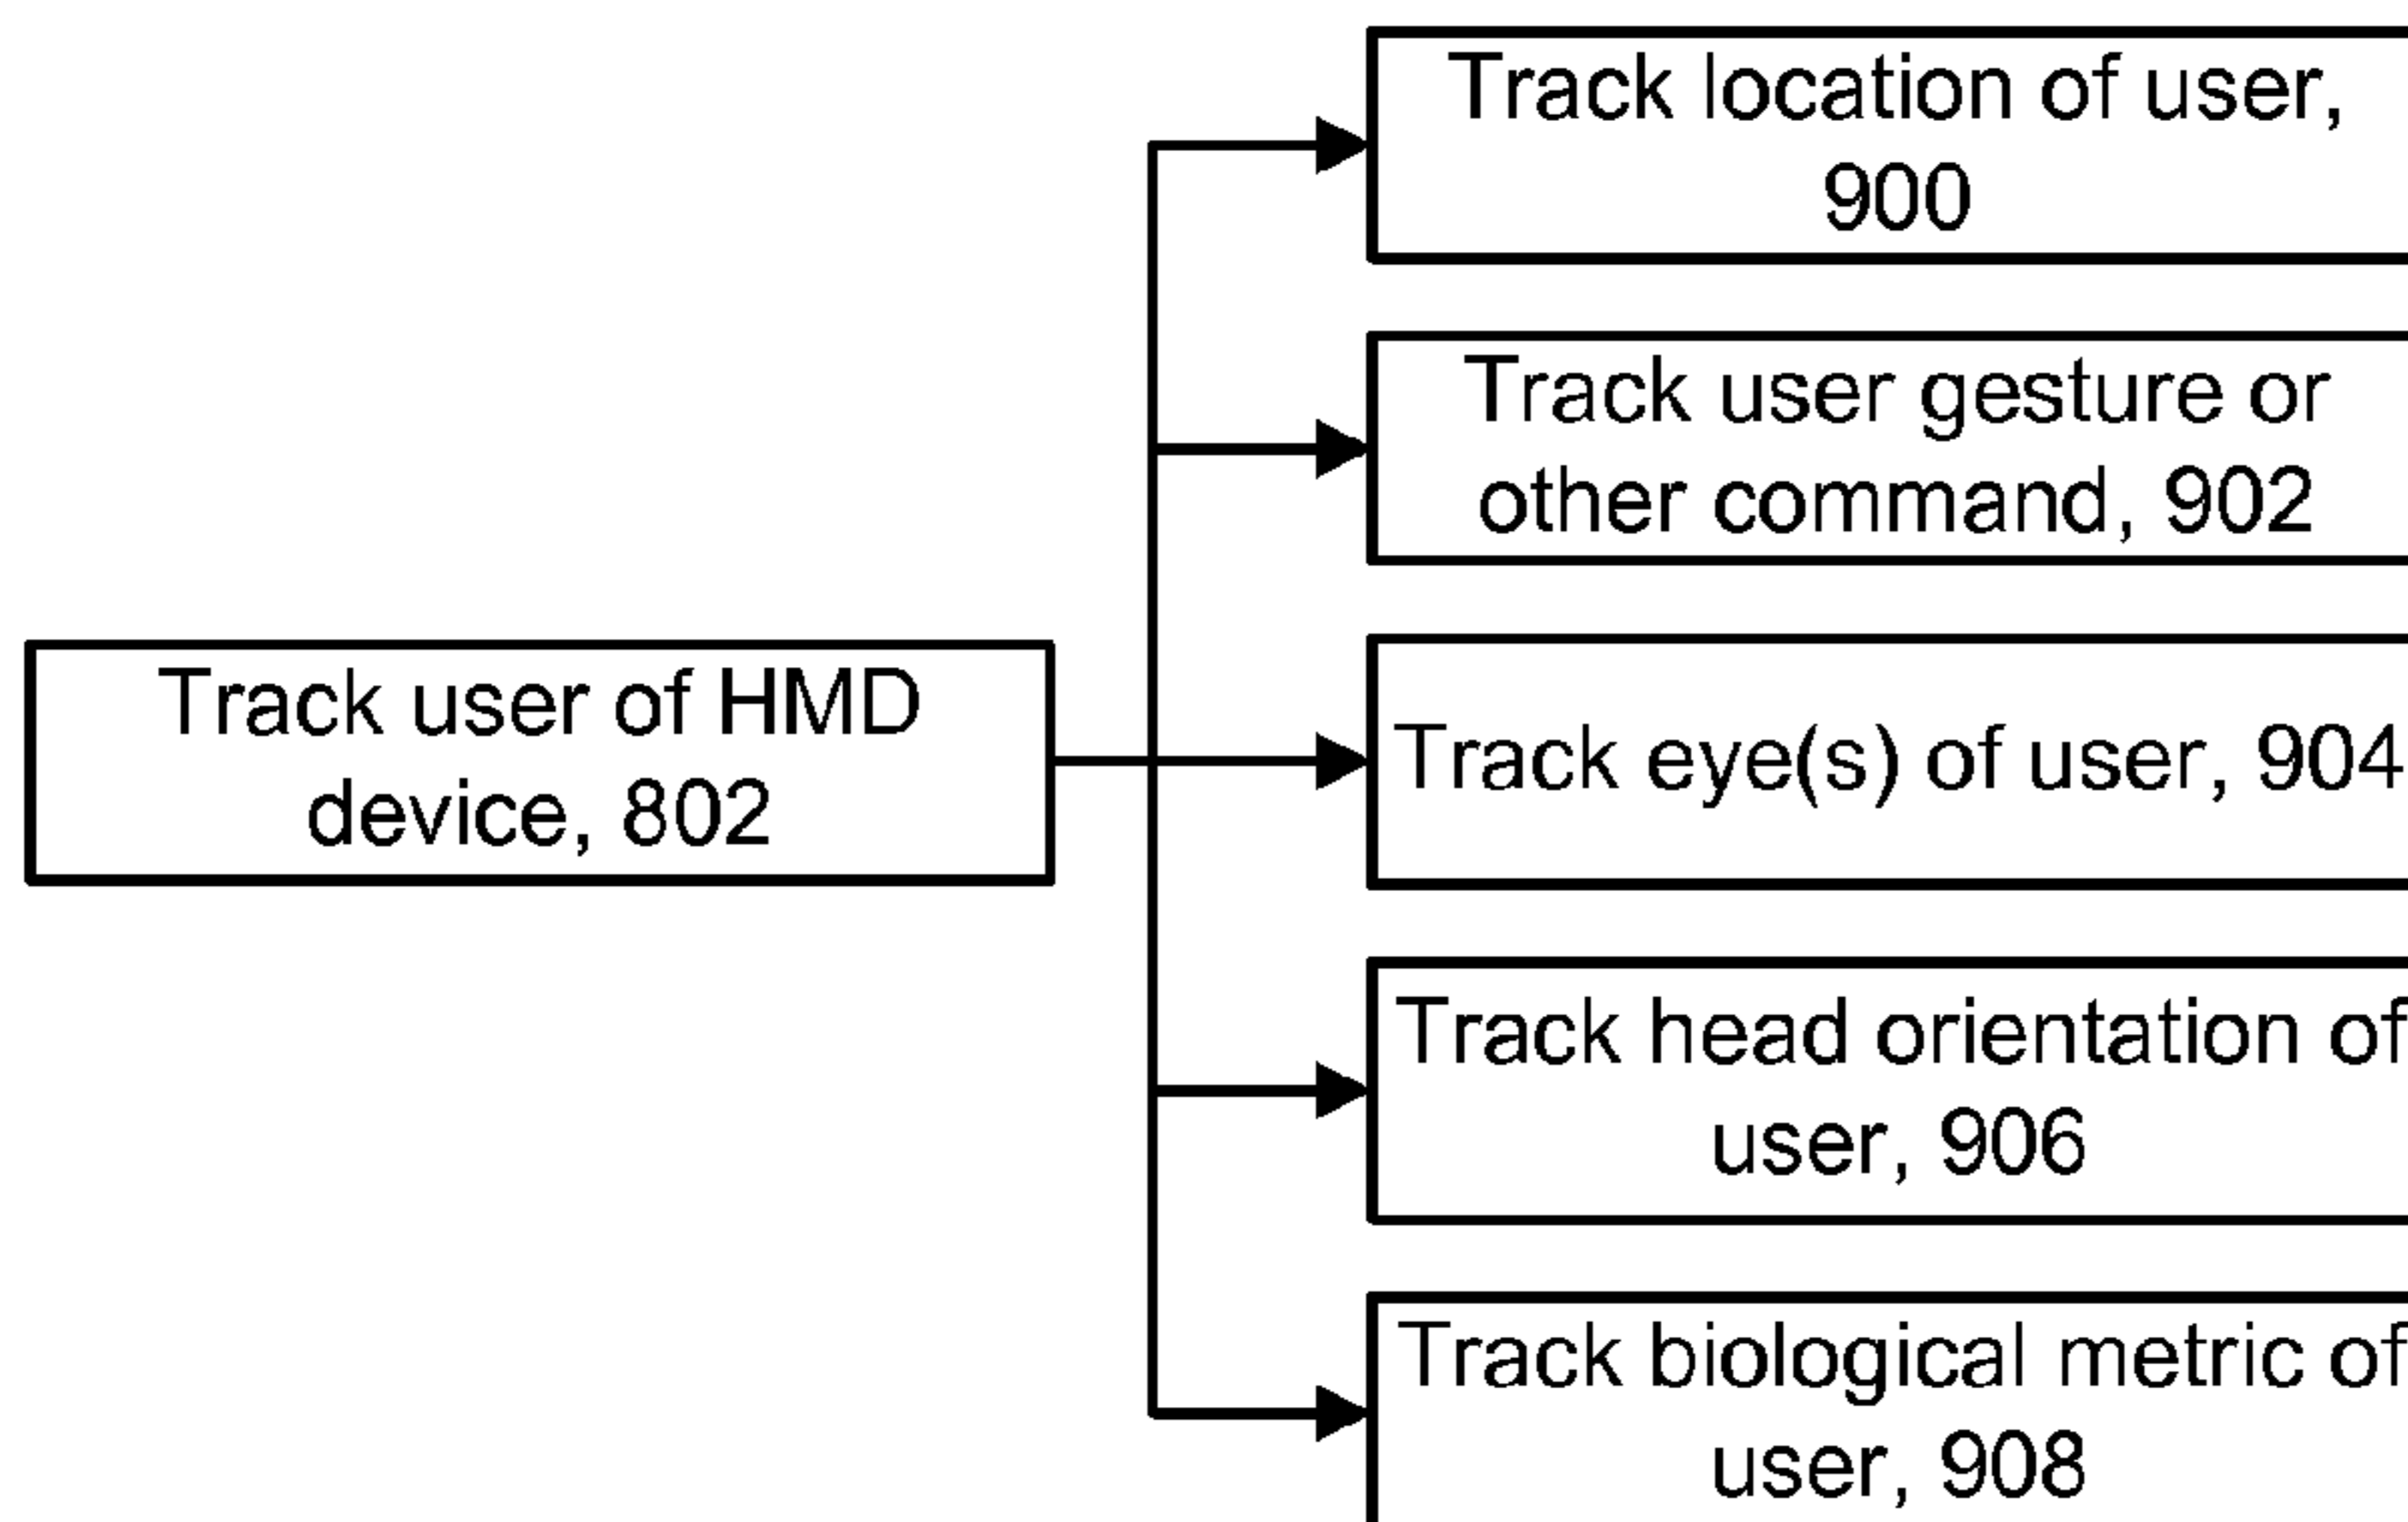 Track location of user,
900
Track user gesture or
other command, 902
Track user of HMD
device, 802
Track eye(s) of user, 904
Track head orientation of
user, 906
Track biological metric of
user, 908